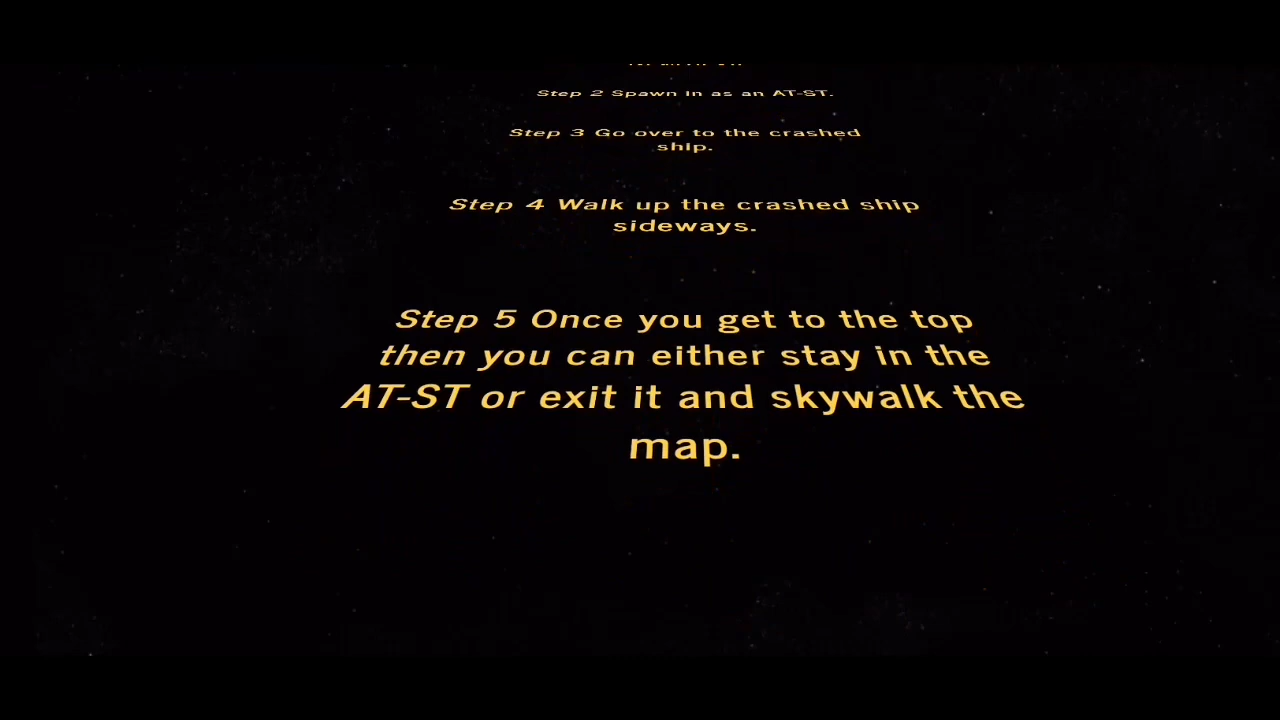 Step 2 Spawn in as an AT-ST.
Step 3 Go over to the crashed
ship.
Step 4 Walk up the crashed ship
sideways.
Step 5 Once you get to the top
then you can either stay in the
AT-ST or exit it and skywalk the
map.